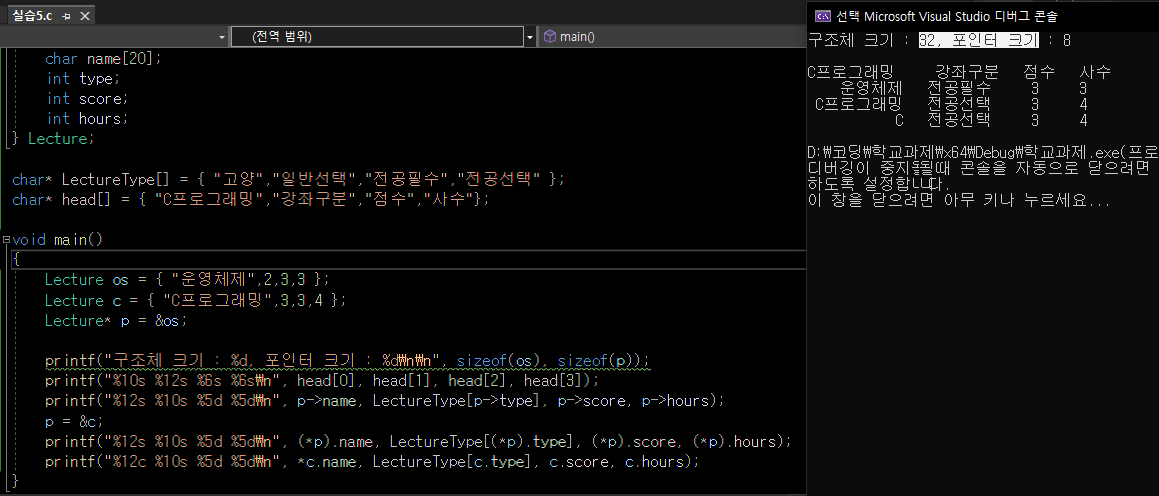 실습5.c
(전역 범위)
main()
char name[20];
int type;
int score;
int hours;
} Lecture;
char* LectureType[] = { "고양","일반선택","전공필수","전공선택" };
char* head[] = { "C프로그래밍","강좌구분","점수","사수"};
void main()
{
Lecture os = { "운영체제",2,3,3 };
Lecture c = { "C프로그래밍",3,3,4 };
Lecture* p = &os;
printf("구조체 크기 : %d, 포인터 크기 : %d₩n₩n", sizeof(os), sizeof(p));
printf("%10s %12s %6s %6s₩n", head[0], head[1], head[2], head[3]);
printf("%12s %10s %5d %5d₩n", p->name, LectureType[p->type], p->score, p->hours);
p = &c;
printf("%12s %10s %5d %5d₩n", (*p).name, LectureType[(*p).type], (*p).score, (*p).hours);
printf("%12c %10s %5d %5d₩n", *c.name, LectureType[c.type], c.score, c.hours);
}
선택 Microsoft Visual Studio 디버그 콘솔
구조체 크기 : 32, 포인터 크기 : 8
C프로그래밍 강좌구분 점수 사수
운영체제 전공필수 3 3
C프로그래밍 전공선택 3 4
C 전공선택 3 4
D:₩코딩₩학교과제₩x64₩Debug₩학교과제.exe(프로
디버깅이 중지될때 콘솔을 자동으로 닫으려면
하도록 설정합니다.
이 창을 닫으려면 아무 키나 누르세요...